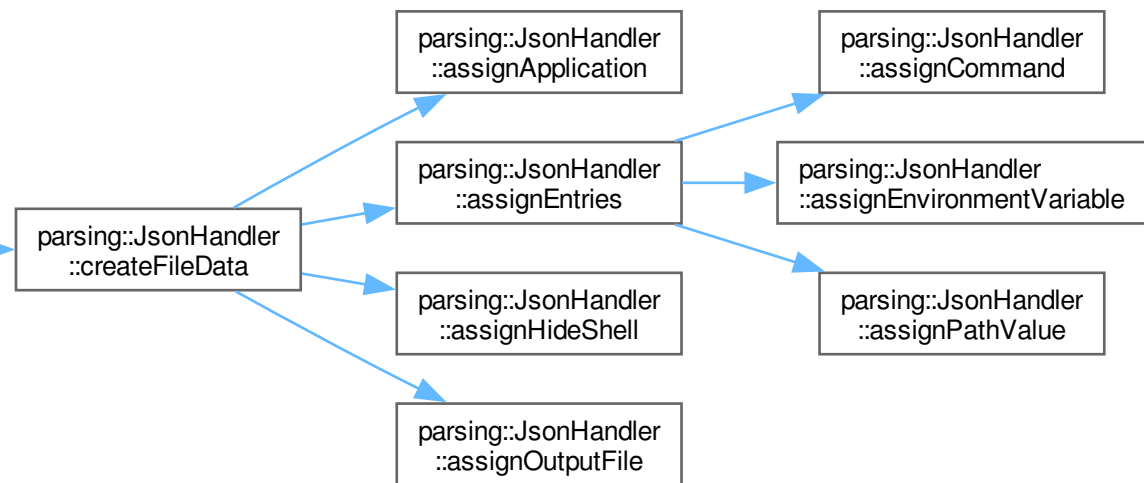 parsing::JsonHandler
::createFileData
parsing::JsonHandler
::assignApplication
parsing::JsonHandler
::assignEntries
parsing::JsonHandler
::assignHideShell
parsing::JsonHandler
::assignOutputFile
parsing::JsonHandler
::assignCommand
parsing::JsonHandler
::assignEnvironmentVariable
parsing::JsonHandler
::assignPathValue